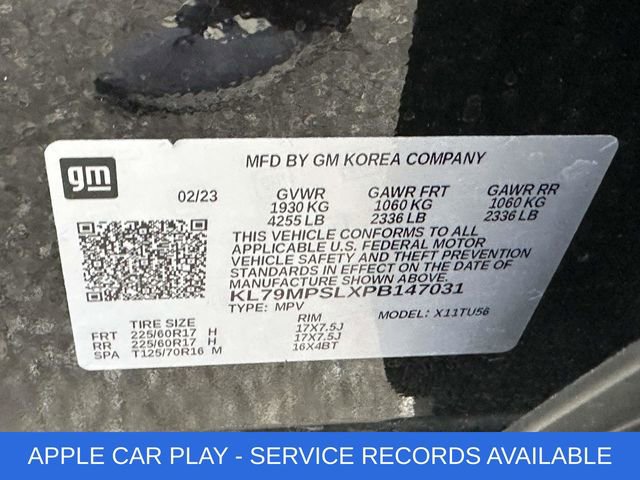 gm
MFD BY GM KOREA COMPANY
02/23 GVWR GAWR FRT GAWR RR
1930 KG 1060 KG 1060 KG
4255 LB 2336 LB 2336 LB
THIS VEHICLE CONFORMS TO ALL
APPLICABLE U.S. FEDERAL MOTOR
VEHICLE SAFETY AND THEFT PREVENTION
STANDARDS IN EFFECT ON THE DATE OF
MANUFACTURE SHOWN ABOVE.
KL79MPSLXPB147031
TYPE: MPV MODEL: X11TU56
TIRE SIZE RIM
FRT 225/60R17 H 17X7.5J
RR 225/60R17 H 17X7.5J
SPA T125/70R16 M 16X4BT
APPLE CAR PLAY - SERVICE RECORDS AVAILABLE